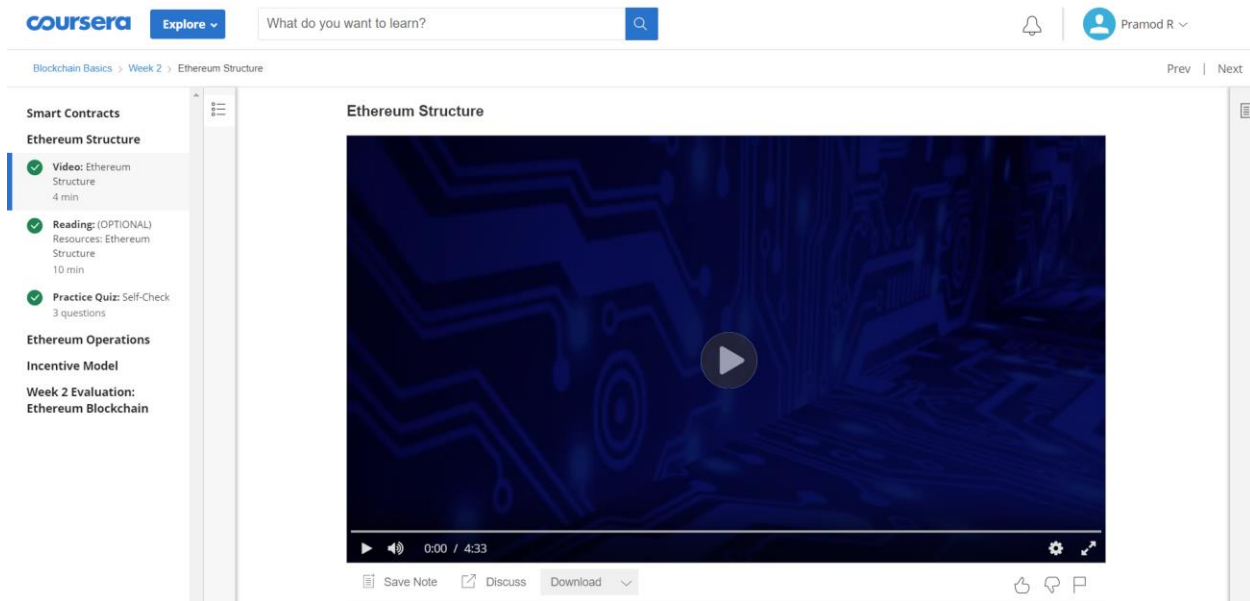 coursera
Explore
What do you want to learn?
Pramod R
Blockchain Basics > Week 2 > Ethereum Structure
Prev | Next
Smart Contracts
Ethereum Structure
Video: Ethereum
Structure
4 min
Reading: (OPTIONAL)
Resources: Ethereum
Structure
10 min
Practice Quiz: Self-Check
3 questions
Ethereum Operations
Incentive Model
Week 2 Evaluation:
Ethereum Blockchain
Ethereum Structure
0:00 / 4:33
Save Note
Discuss
Download